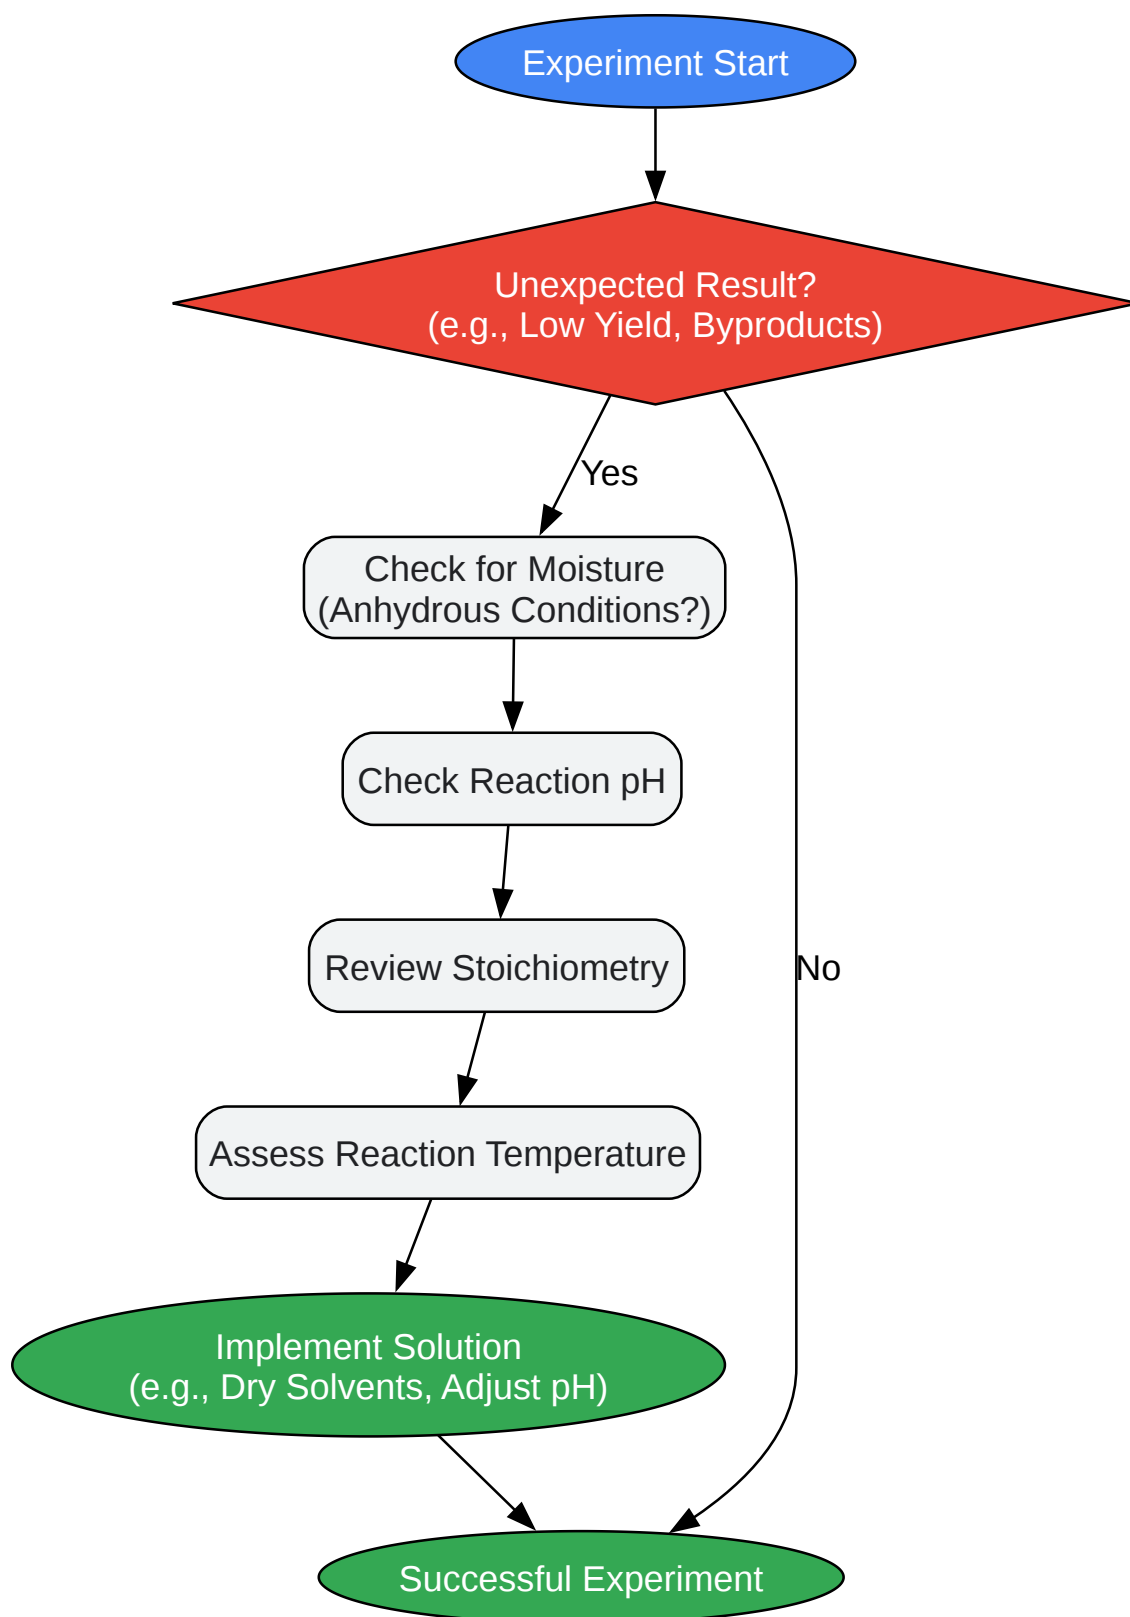 Experiment Start
Unexpected Result?
(e.g., Low Yield, Byproducts)
Yes
Check for Moisture
(Anhydrous Conditions?)
Check Reaction pH
Review Stoichiometry
No
Assess Reaction Temperature
Implement Solution
(e.g., Dry Solvents, Adjust pH)
Successful Experiment